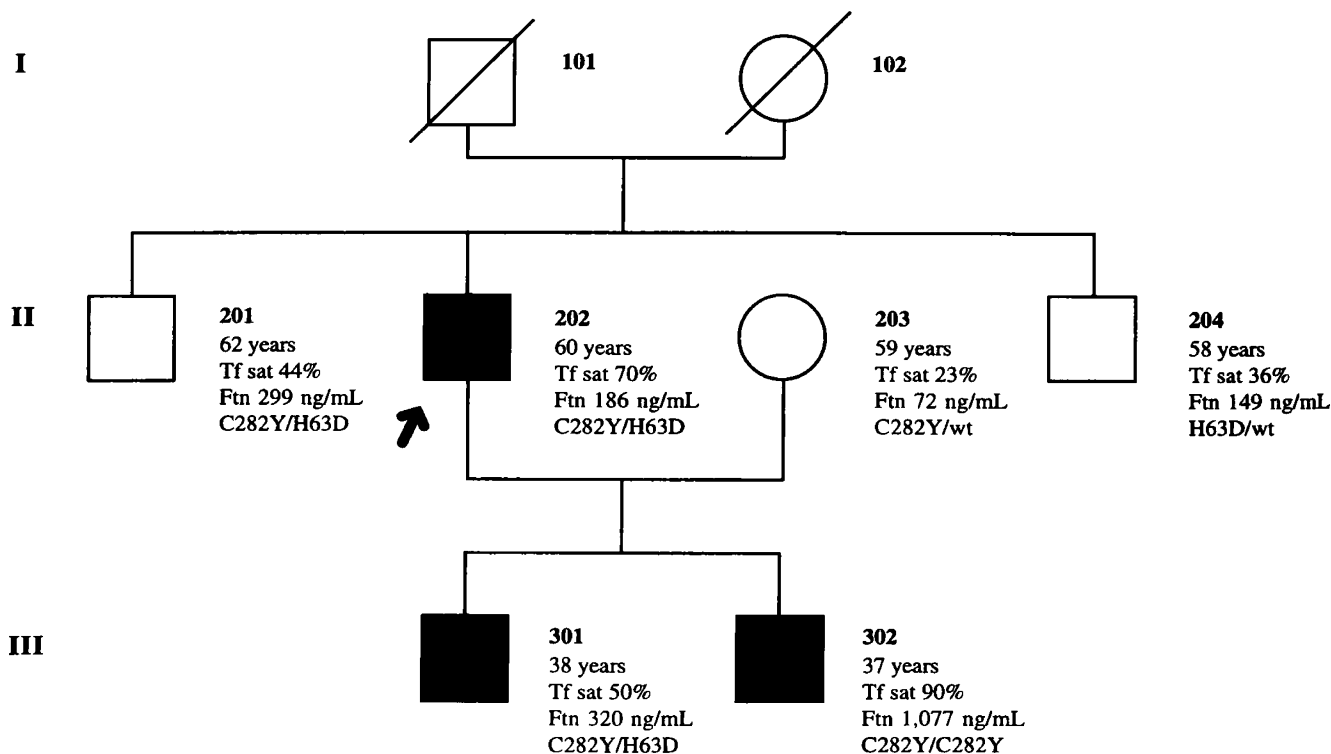 I
101
102
II
201
62 years
Tf sat 44%
Ftn 299 ng/mL
C282Y/H63D
202
60 years
Tf sat 70%
Ftn 186 ng/mL
C282Y/H63D
203
59 years
Tf sat 23%
Ftn 72 ng/mL
C282Y/wt
204
58 years
Tf sat 36%
Ftn 149 ng/mL
H63D/wt
III
301
38 years
Tf sat 50%
Ftn 320 ng/mL
C282Y/H63D
302
37 years
Tf sat 90%
Ftn 1,077 ng/mL
C282Y/C282Y